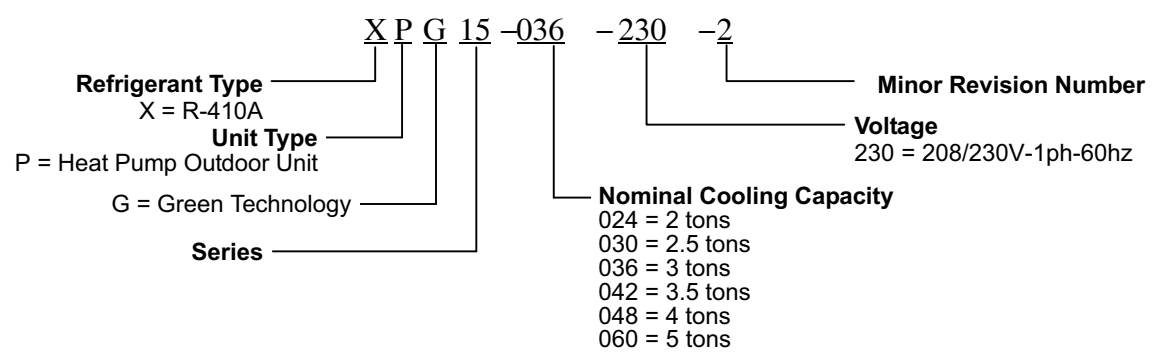 X P G 15 –036 – 230 –2
Refrigerant Type
X = R-410A
Unit Type
P = Heat Pump Outdoor Unit
G = Green Technology
Series
Minor Revision Number
Voltage
230 = 208/230V-1ph-60hz
Nominal Cooling Capacity
024 = 2 tons
030 = 2.5 tons
036 = 3 tons
042 = 3.5 tons
048 = 4 tons
060 = 5 tons